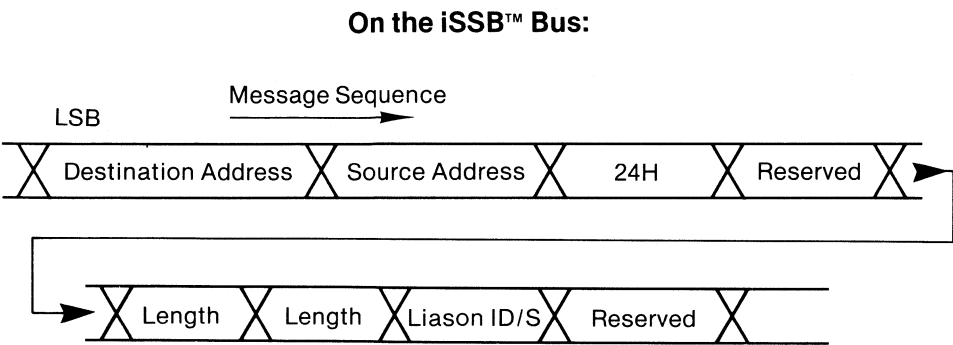 On the iSSB™ Bus:
Message Sequence
LSB
Destination Address Source Address 24H Reserved
Length Length Liason ID/S Reserved